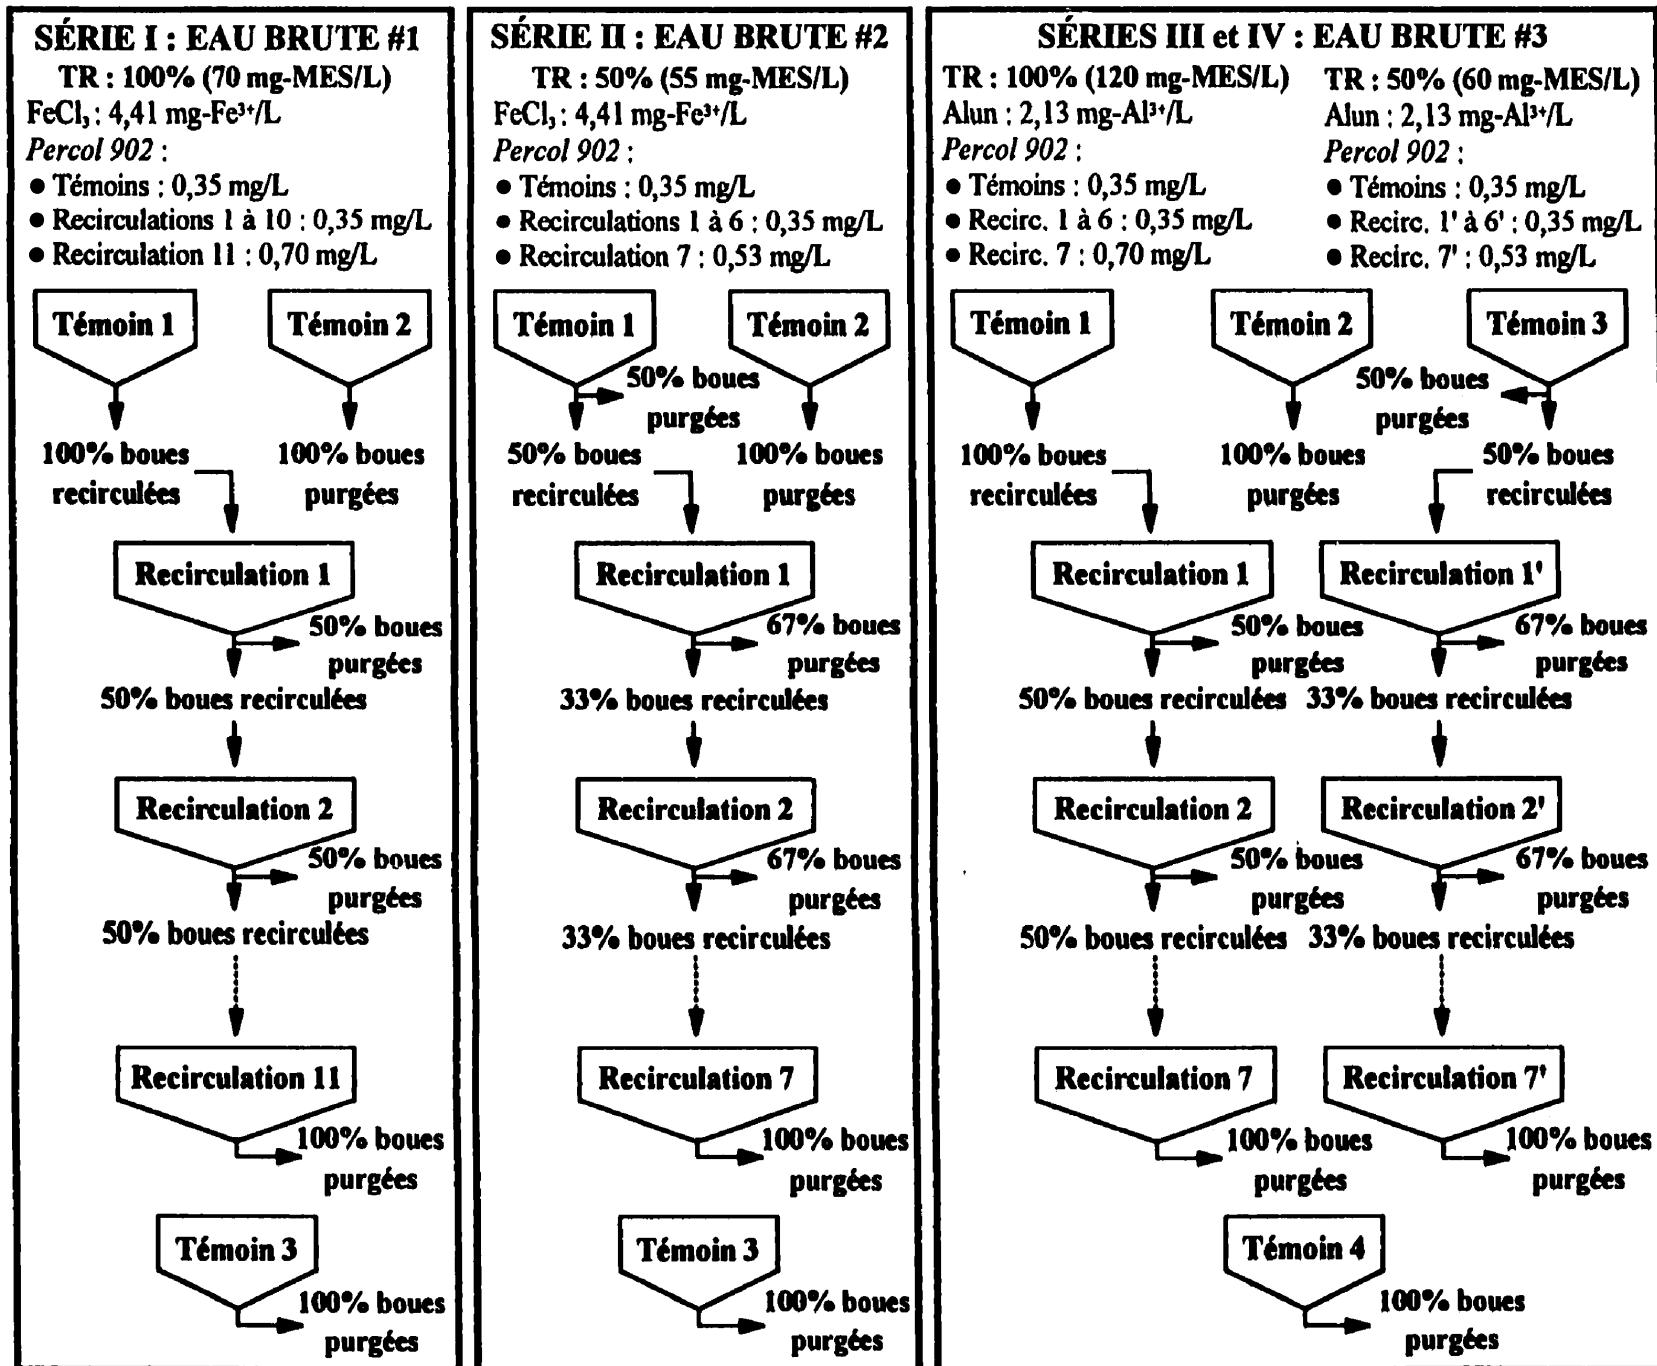 SÉRIE I : EAU BRUTE #1
TR : 100% (70 mg-MES/L)
FeCl₃ : 4,41 mg-Fe³⁺/L
Percol 902 :
● Témoins : 0,35 mg/L
● Recirculations 1 à 10 : 0,35 mg/L
● Recirculation 11 : 0,70 mg/L
Témoin 1
Témoin 2
100% boues
recirculées
100% boues
purgées
Recirculation 1
50% boues
purgées
50% boues recirculées
Recirculation 2
50% boues
purgées
50% boues recirculées
Recirculation 11
100% boues
purgées
Témoin 3
100% boues
purgées
SÉRIE II : EAU BRUTE #2
TR : 50% (55 mg-MES/L)
FeCl₃ : 4,41 mg-Fe³⁺/L
Percol 902 :
● Témoins : 0,35 mg/L
● Recirculations 1 à 6 : 0,35 mg/L
● Recirculation 7 : 0,53 mg/L
Témoin 1
Témoin 2
50% boues
purgées
50% boues
recirculées
100% boues
purgées
Recirculation 1
67% boues
purgées
33% boues recirculées
Recirculation 2
67% boues
purgées
33% boues recirculées
Recirculation 7
100% boues
purgées
Témoin 3
100% boues
purgées
SÉRIES III et IV : EAU BRUTE #3
TR : 100% (120 mg-MES/L)
Alun : 2,13 mg-Al³⁺/L
Percol 902 :
● Témoins : 0,35 mg/L
● Recirc. 1 à 6 : 0,35 mg/L
● Recirc. 7 : 0,70 mg/L
TR : 50% (60 mg-MES/L)
Alun : 2,13 mg-Al³⁺/L
Percol 902 :
● Témoins : 0,35 mg/L
● Recirc. 1' à 6' : 0,35 mg/L
● Recirc. 7' : 0,53 mg/L
Témoin 1
Témoin 2
Témoin 3
50% boues
purgées
100% boues
recirculées
100% boues
purgées
50% boues
recirculées
Recirculation 1
Recirculation 1'
50% boues
purgées
67% boues
purgées
50% boues recirculées
33% boues recirculées
Recirculation 2
Recirculation 2'
50% boues
purgées
67% boues
purgées
50% boues recirculées
33% boues recirculées
Recirculation 7
Recirculation 7'
100% boues
purgées
100% boues
purgées
Témoin 4
100% boues
purgées